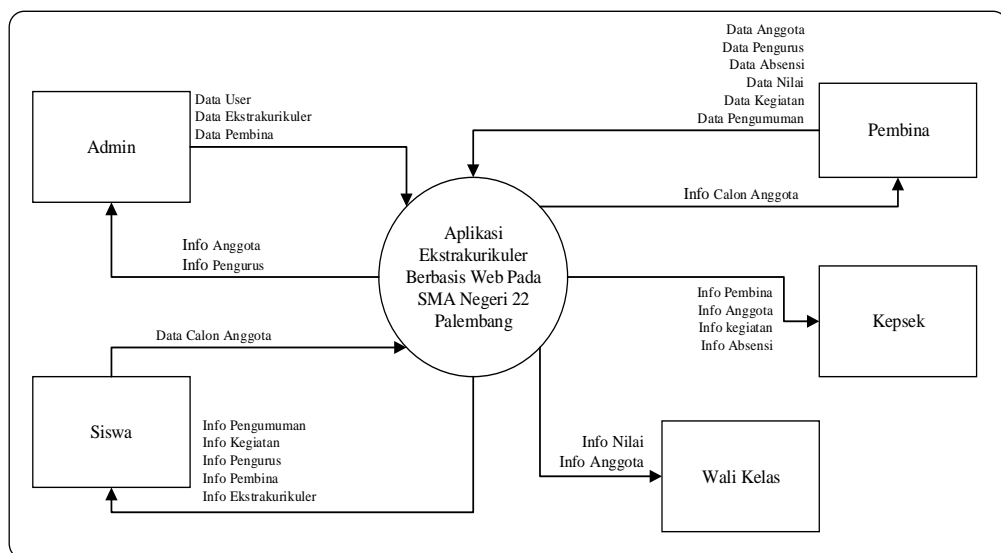 Data Anggota
Data Pengurus
Data Absensi
Data Nilai
Data Kegiatan
Data Pengumuman
Pembina
Data User
Data Ekstrakurikuler
Data Pembina
Admin
Info Calon Anggota
Info Anggota
Info Pengurus
Aplikasi
Ekstrakurikuler
Berbasis Web Pada
SMA Negeri 22
Palembang
Info Pembina
Info Anggota
Info kegiatan
Info Absensi
Kepsek
Data Calon Anggota
Siswa
Info Pengumuman
Info Kegiatan
Info Pengurus
Info Pembina
Info Ekstrakurikuler
Info Nilai
Info Anggota
Wali Kelas